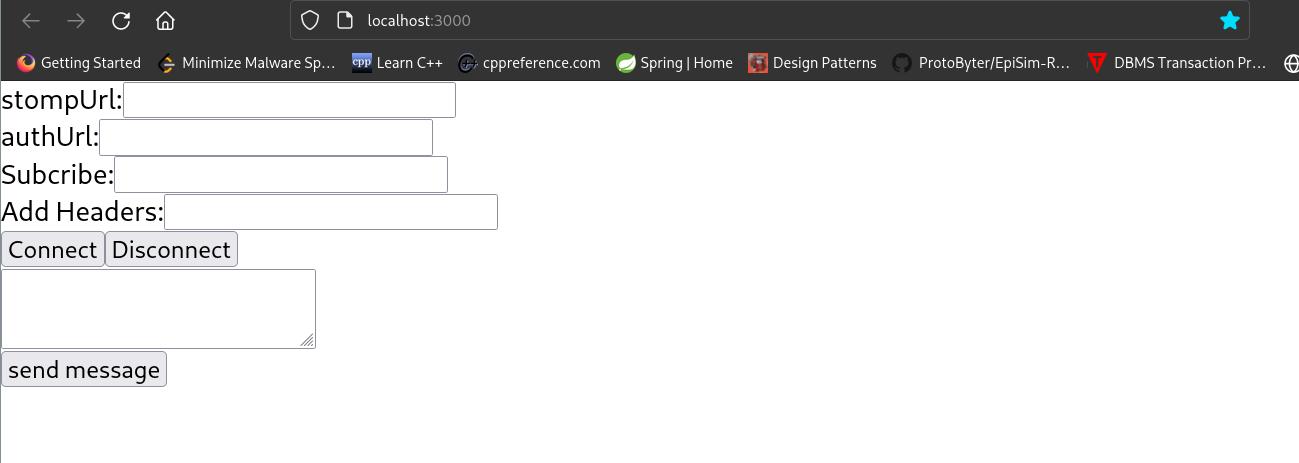 localhost:3000
Getting Started Minimize Malware Sp... cpp Learn C++ cppreference.com Spring | Home Design Patterns ProtoByter/EpiSim-R... DBMS Transaction Pr...
stompUrl:
authUrl:
Subcribe:
Add Headers:
Connect Disconnect
send message